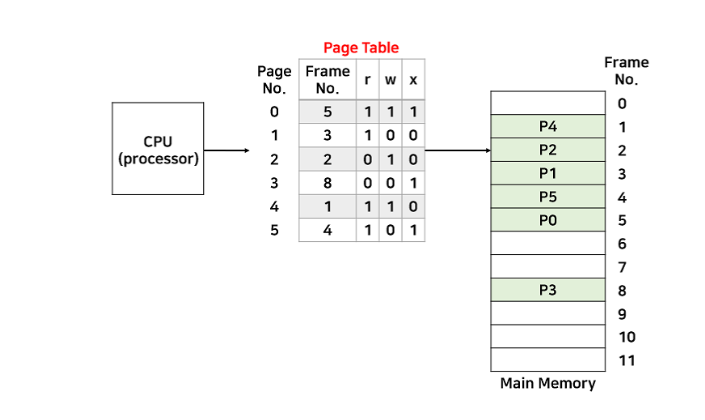 Page Table
Page No.
Frame No. r w x
0 5 1 1 1
1 3 1 0 0
2 2 0 1 0
3 8 0 0 1
4 1 1 1 0
5 4 1 0 1
CPU
(processor)
Frame
No.
0
P4 1
P2 2
P1 3
P5 4
P0 5
6
7
P3 8
9
10
11
Main Memory